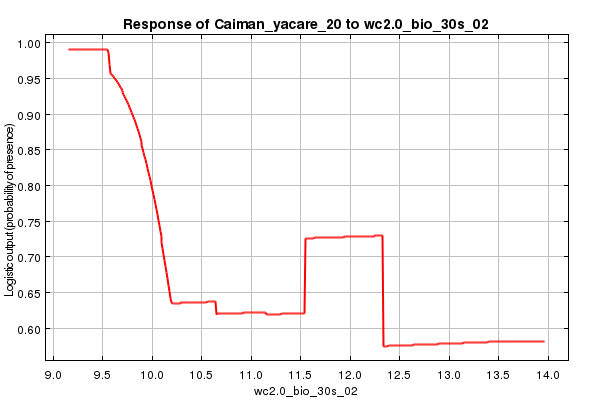 Response of Caiman_yacare_20 to wc2.0_bio_30s_02
Logistic output (probability of presence)
1.00
0.95
0.90
0.85
0.80
0.75
0.70
0.65
0.60
9.0 9.5 10.0 10.5 11.0 11.5 12.0 12.5 13.0 13.5 14.0
wc2.0_bio_30s_02